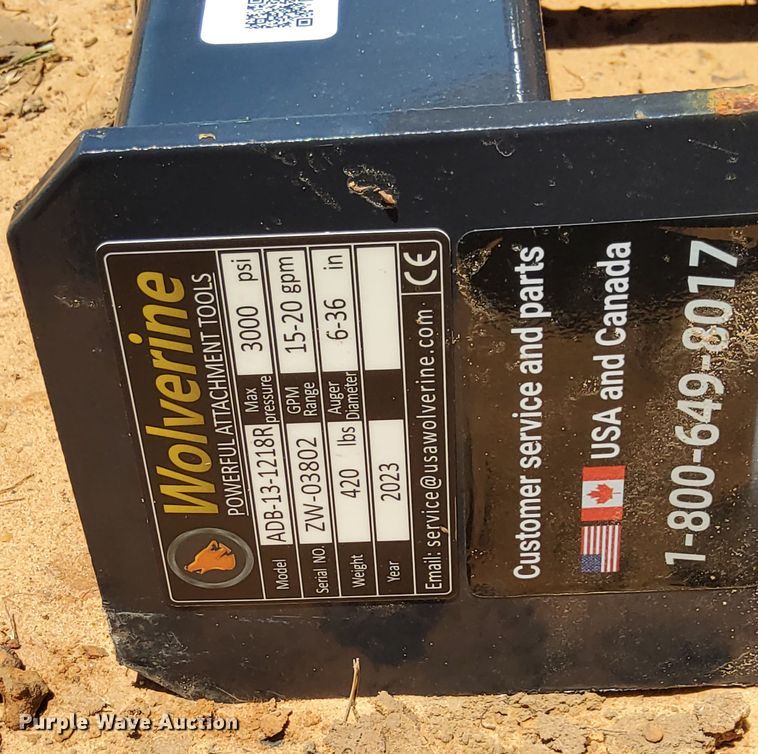 Wolverine
POWERFUL ATTACHMENT TOOLS
Model ADB-13-1218R Max pressure 3000 psi
Serial NO. ZW-03802 GPM Range 15-20 gpm
Weight 420 lbs Auger Diameter 6-36 in
Year 2023
Email: service@usawolverine.com CE
Customer service and parts
USA and Canada
1-800-649-8017
Purple Wave Auction